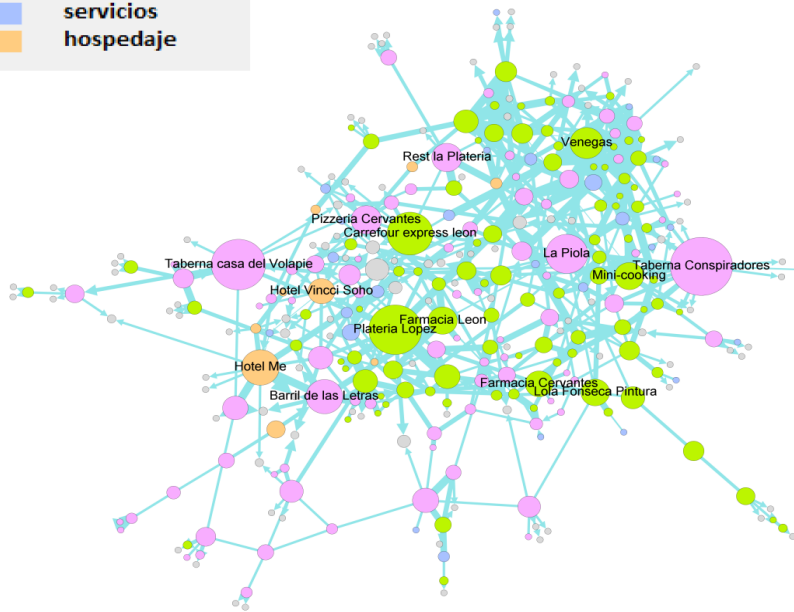 servicios
hospedaje
Venegas
Rest la Plateria
Pizzeria Cervantes
Carrefour express leon
La Piola
Taberna casa del Volapie
Taberna Conspiradores
Mini-cooking
Hotel Vincci Soho
Farmacia Leon
Plateria Lopez
Hotel Me
Farmacia Cervantes
Lola Fonseca Pintura
Barril de las Letras